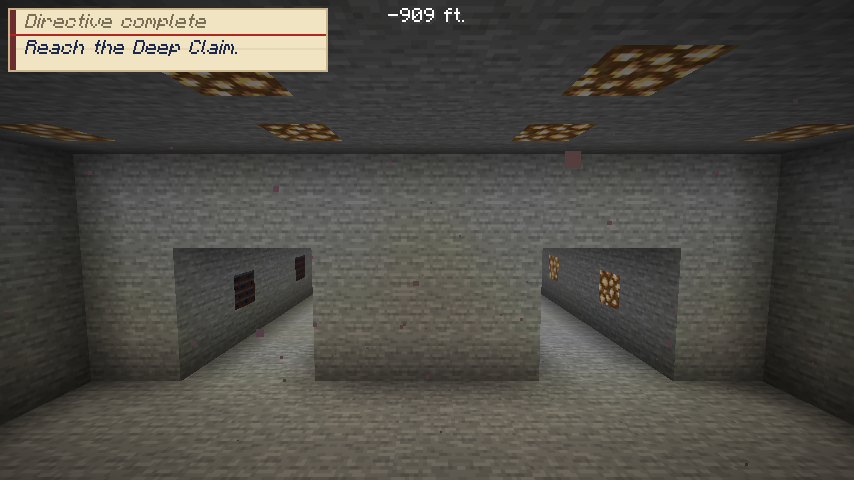 -909 ft.
Directive complete
Reach the Deep Claim.